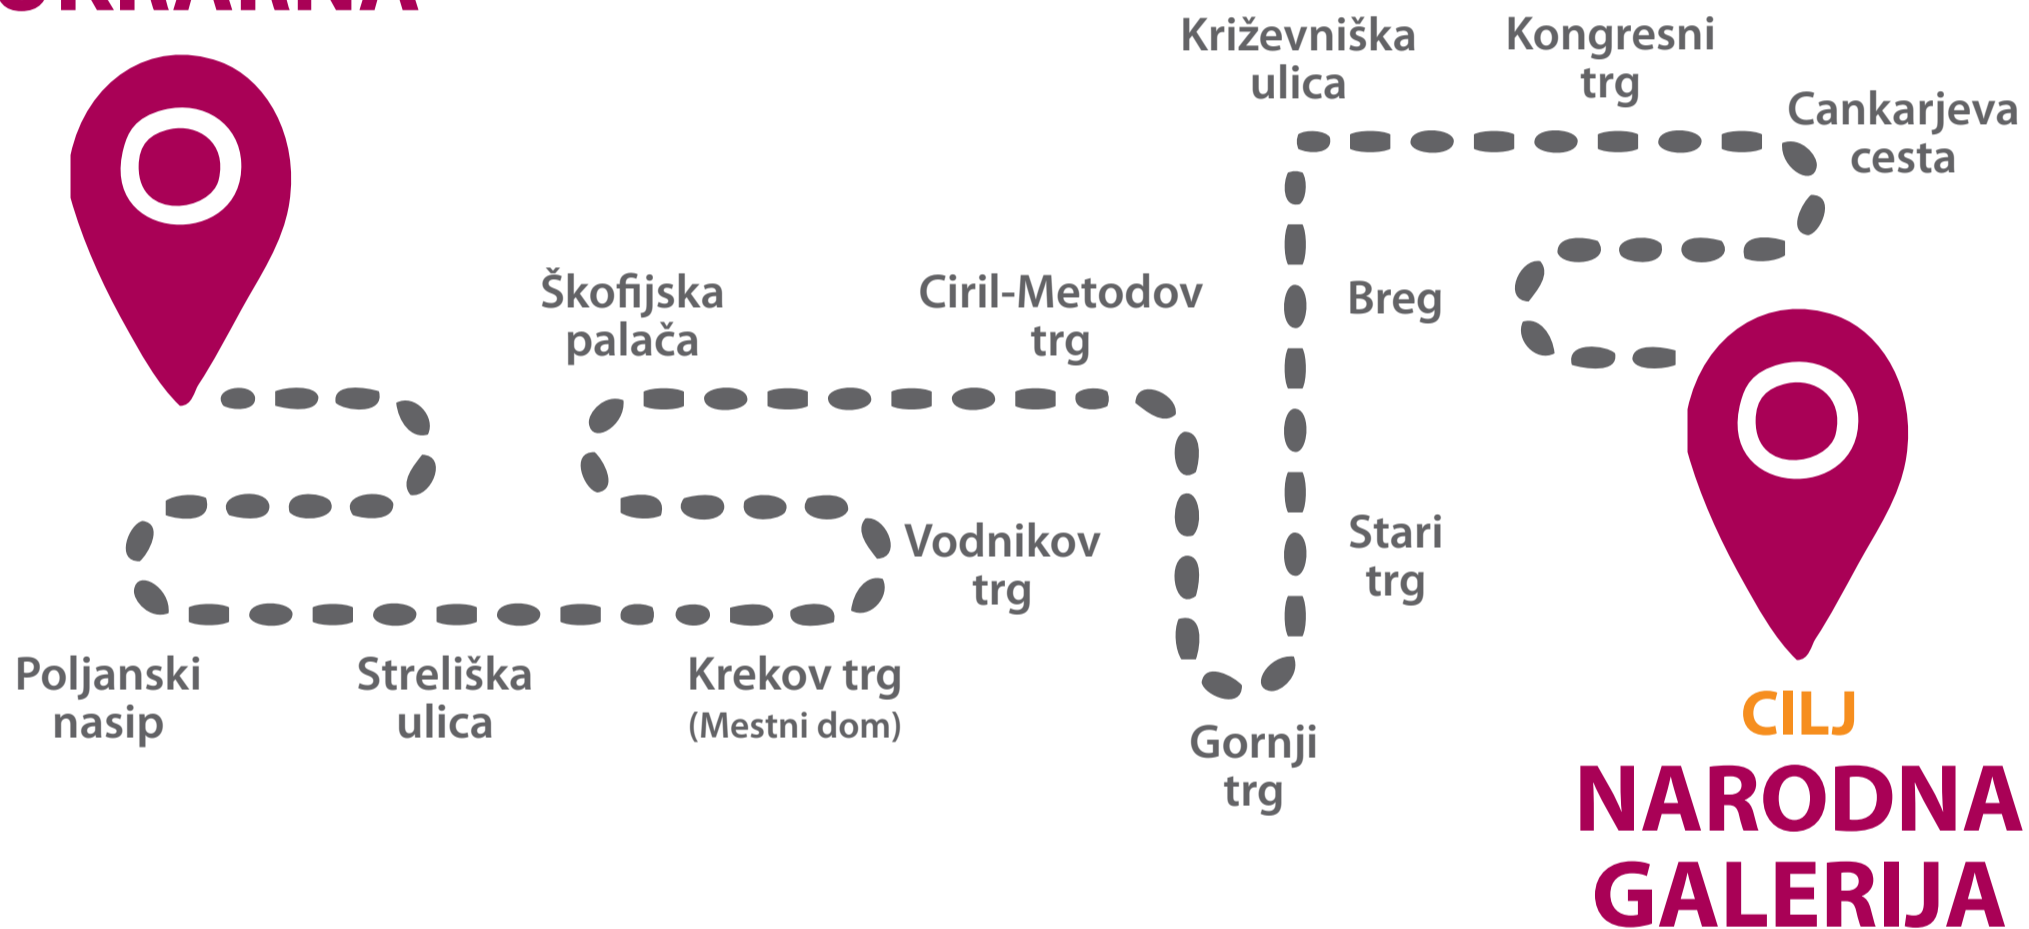 Križevniška
ulica
Kongresni
trg
Cankarjeva
cesta
Škofijska
palača
Ciril-Metodov
trg
Breg
Vodnikov
trg
Stari
trg
Poljanski
nasip
Streliška
ulica
Krekov trg
(Mestni dom)
Gornji
trg
CILJ
NARODNA
GALERIJA